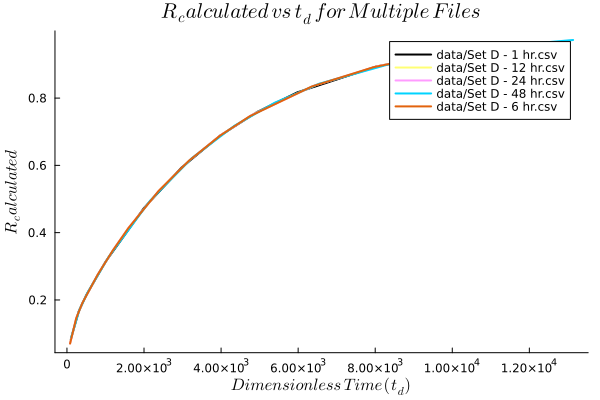 R_calculated vs t_d for Multiple Files
data/Set D - 1 hr.csv
data/Set D - 12 hr.csv
data/Set D - 24 hr.csv
data/Set D - 48 hr.csv
data/Set D - 6 hr.csv
R_calculated
0.8
0.6
0.4
0.2
0
2.00×10³
4.00×10³
6.00×10³
8.00×10³
1.00×10⁴
1.20×10⁴
Dimensionless Time (t_d)